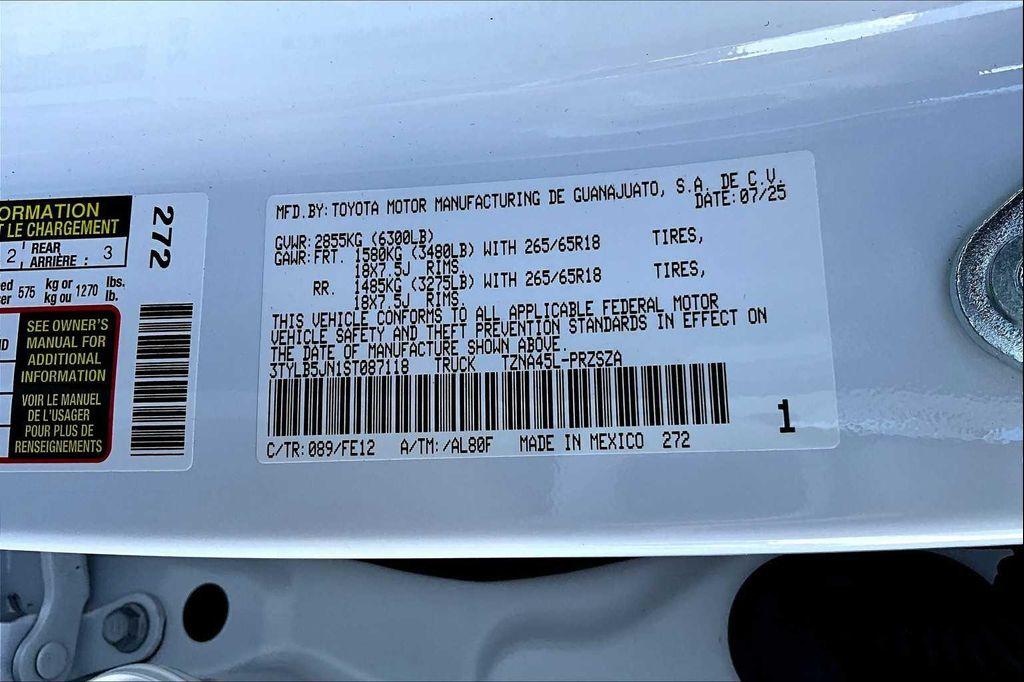 ORMATION
T LE CHARGEMENT
2 REAR ARRIÈRE : 3
575 kg or kg ou 1270 lbs. lb.
SEE OWNER'S
MANUAL FOR
ADDITIONAL
INFORMATION
VOIR LE MANUEL
DE L'USAGER
POUR PLUS DE
RENSEIGNEMENTS
272
MFD.BY:TOYOTA MOTOR MANUFACTURING DE GUANAJUATO, S.A. DE C.V.
DATE:07/25
GVWR:2855KG (6300LB)
GAWR:FRT. 1580KG (3480LB) WITH 265/65R18 TIRES,
18X7.5J RIMS,
RR. 1485KG (3275LB) WITH 265/65R18 TIRES,
18X7.5J RIMS.
THIS VEHICLE CONFORMS TO ALL APPLICABLE FEDERAL MOTOR
VEHICLE SAFETY AND THEFT PREVENTION STANDARDS IN EFFECT ON
THE DATE OF MANUFACTURE SHOWN ABOVE.
3TYLB5JN1ST087118 TRUCK TZNA45L-PRZSZA
1
C/TR:089/FE12 A/TM:/AL80F MADE IN MEXICO 272